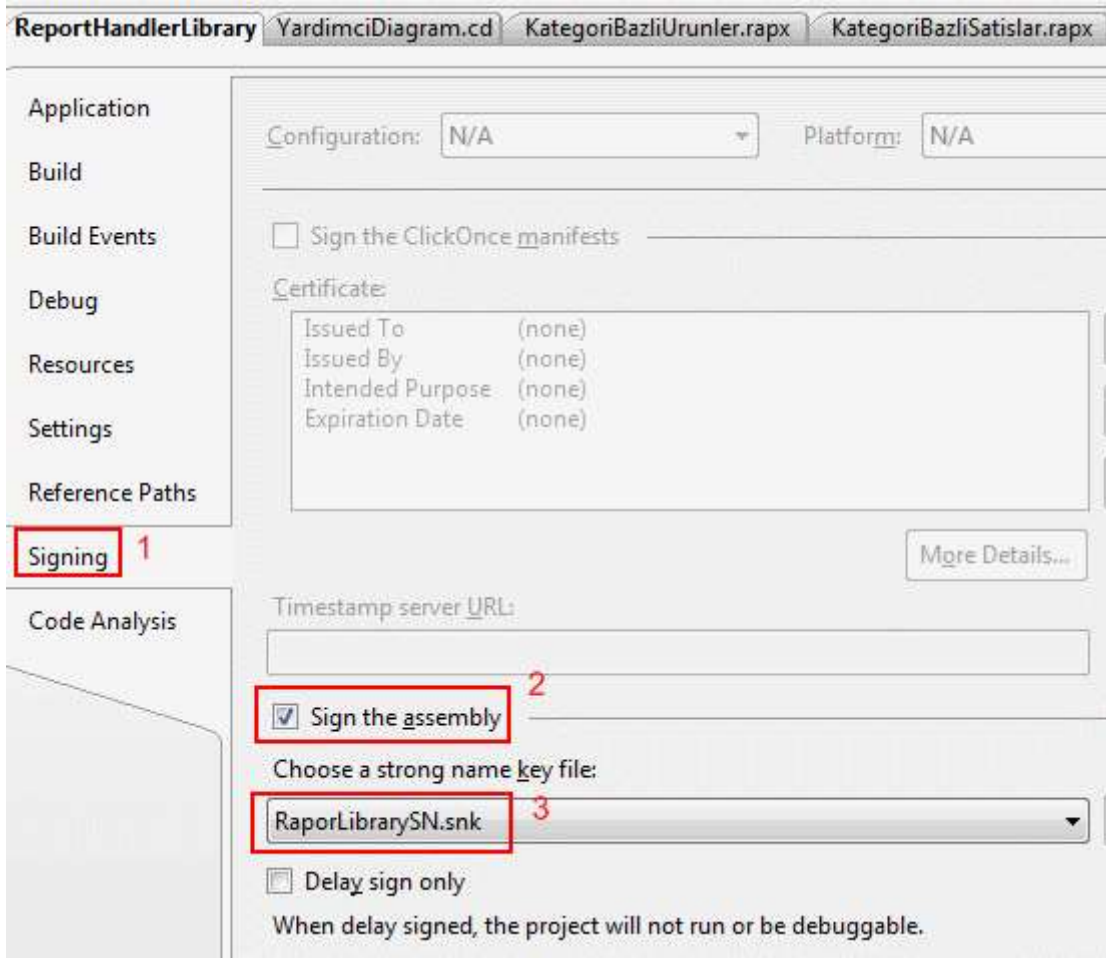 ReportHandlerLibrary YardimciDiagram.cd KategoriBazliUrunler.rapx KategoriBazliSatislar.rapx
Application
Configuration: N/A Platform: N/A
Build
Build Events
Sign the ClickOnce manifests
Certificate:
Debug
Issued To (none)
Issued By (none)
Resources
Intended Purpose (none)
Expiration Date (none)
Settings
Reference Paths
Signing 1
More Details...
Code Analysis
Timestamp server URL:
2
Sign the assembly
Choose a strong name key file:
RaporLibrarySN.snk 3
Delay sign only
When delay signed, the project will not run or be debuggable.